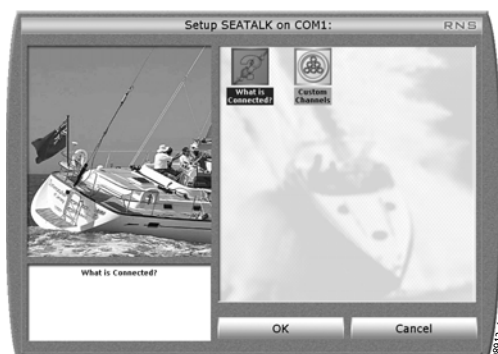 Setup SEATALK on COM1:
RNS
What is Connected?
Custom Channels
What is Connected?
OK
Cancel